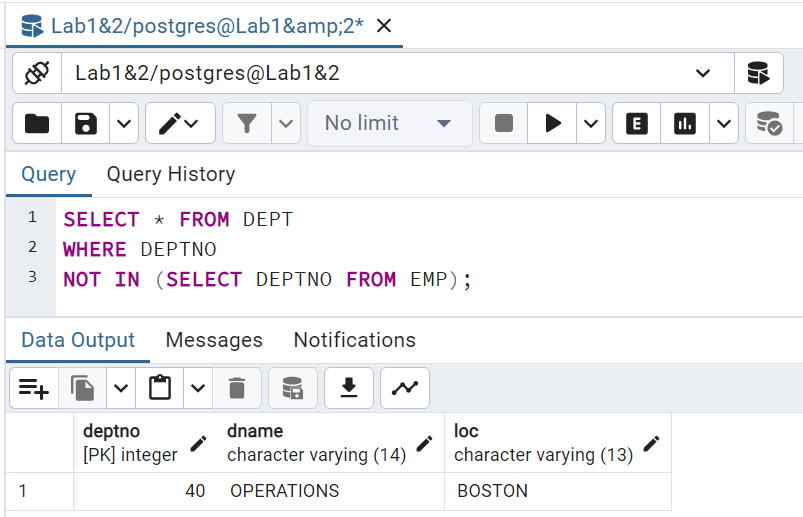 Lab1&2/postgres@Lab1&amp;2*
Lab1&2/postgres@Lab1&2
No limit
E
Query Query History
1 SELECT * FROM DEPT
2 WHERE DEPTNO
3 NOT IN (SELECT DEPTNO FROM EMP);
Data Output Messages Notifications
deptno dname loc
[PK] integer character varying (14) character varying (13)
1 40 OPERATIONS BOSTON